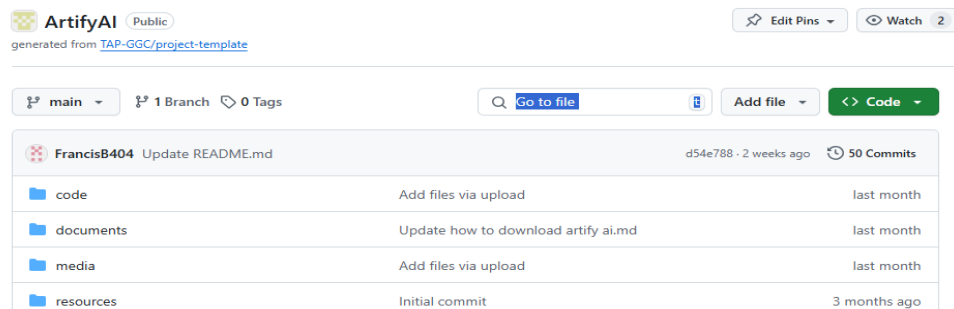 ArtifyAI Public Edit Pins Watch 2
generated from TAP-GGC/project-template
main 1 Branch 0 Tags Go to file t Add file <> Code
FrancisB404 Update README.md d54e788 · 2 weeks ago 50 Commits
code Add files via upload last month
documents Update how to download artify ai.md last month
media Add files via upload last month
resources Initial commit 3 months ago